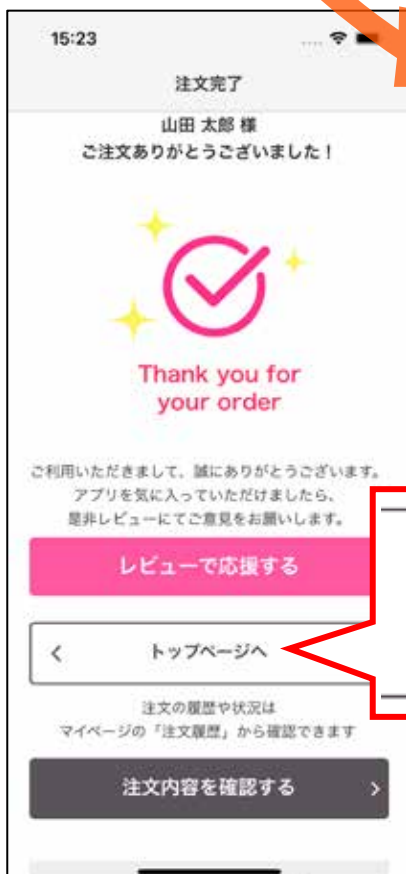 15:23
注文完了
山田 太郎 様
ご注文ありがとうございました！
Thank you for
your order
ご利用いただきまして、誠にありがとうございます。
アプリを気に入っていただけましたら、
是非レビューにてご意見をお願いします。
レビューで応援する
トップページへ
注文の履歴や状況は
マイページの「注文履歴」から確認できます
注文内容を確認する